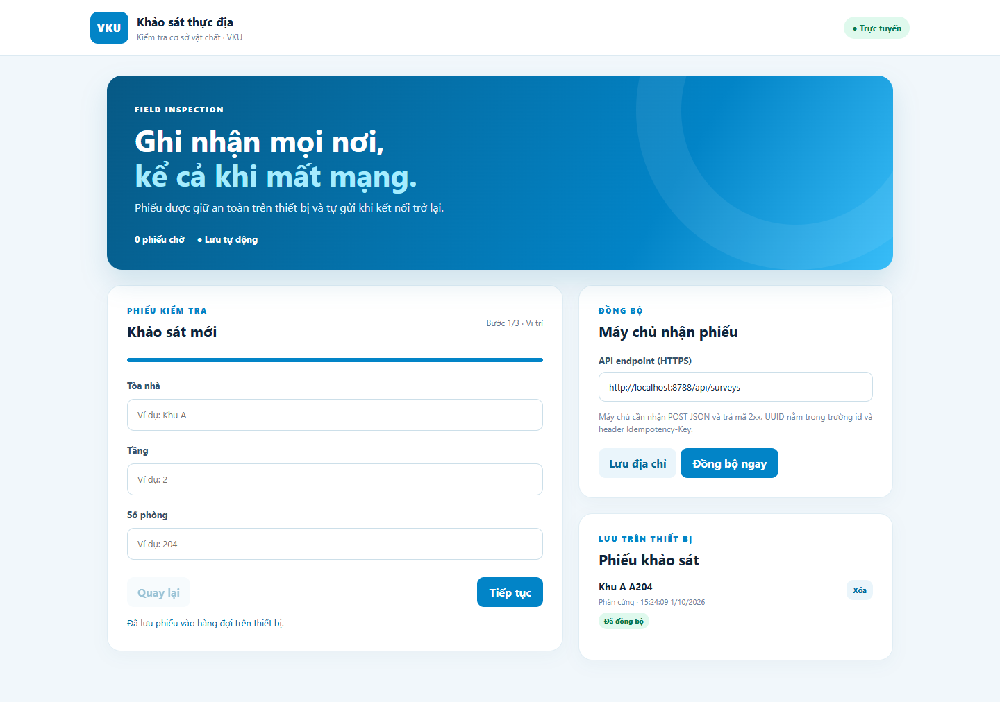 VKU
Khảo sát thực địa
Kiểm tra cơ sở vật chất · VKU
● Trực tuyến
FIELD INSPECTION
Ghi nhận mọi nơi,
kể cả khi mất mạng.
Phiếu được giữ an toàn trên thiết bị và tự gửi khi kết nối trở lại.
0 phiếu chờ ● Lưu tự động
PHIẾU KIỂM TRA
Khảo sát mới
Bước 1/3 · Vị trí
Tòa nhà
Ví dụ: Khu A
Tầng
Ví dụ: 2
Số phòng
Ví dụ: 204
Quay lại
Tiếp tục
Đã lưu phiếu vào hàng đợi trên thiết bị.
ĐỒNG BỘ
Máy chủ nhận phiếu
API endpoint (HTTPS)
http://localhost:8788/api/surveys
Máy chủ cần nhận POST JSON và trả mã 2xx. UUID nằm trong trường id và
header Idempotency-Key.
Lưu địa chỉ
Đồng bộ ngay
LƯU TRÊN THIẾT BỊ
Phiếu khảo sát
Khu A A204
Xóa
Phần cứng · 15:24:09 1/10/2026
Đã đồng bộ